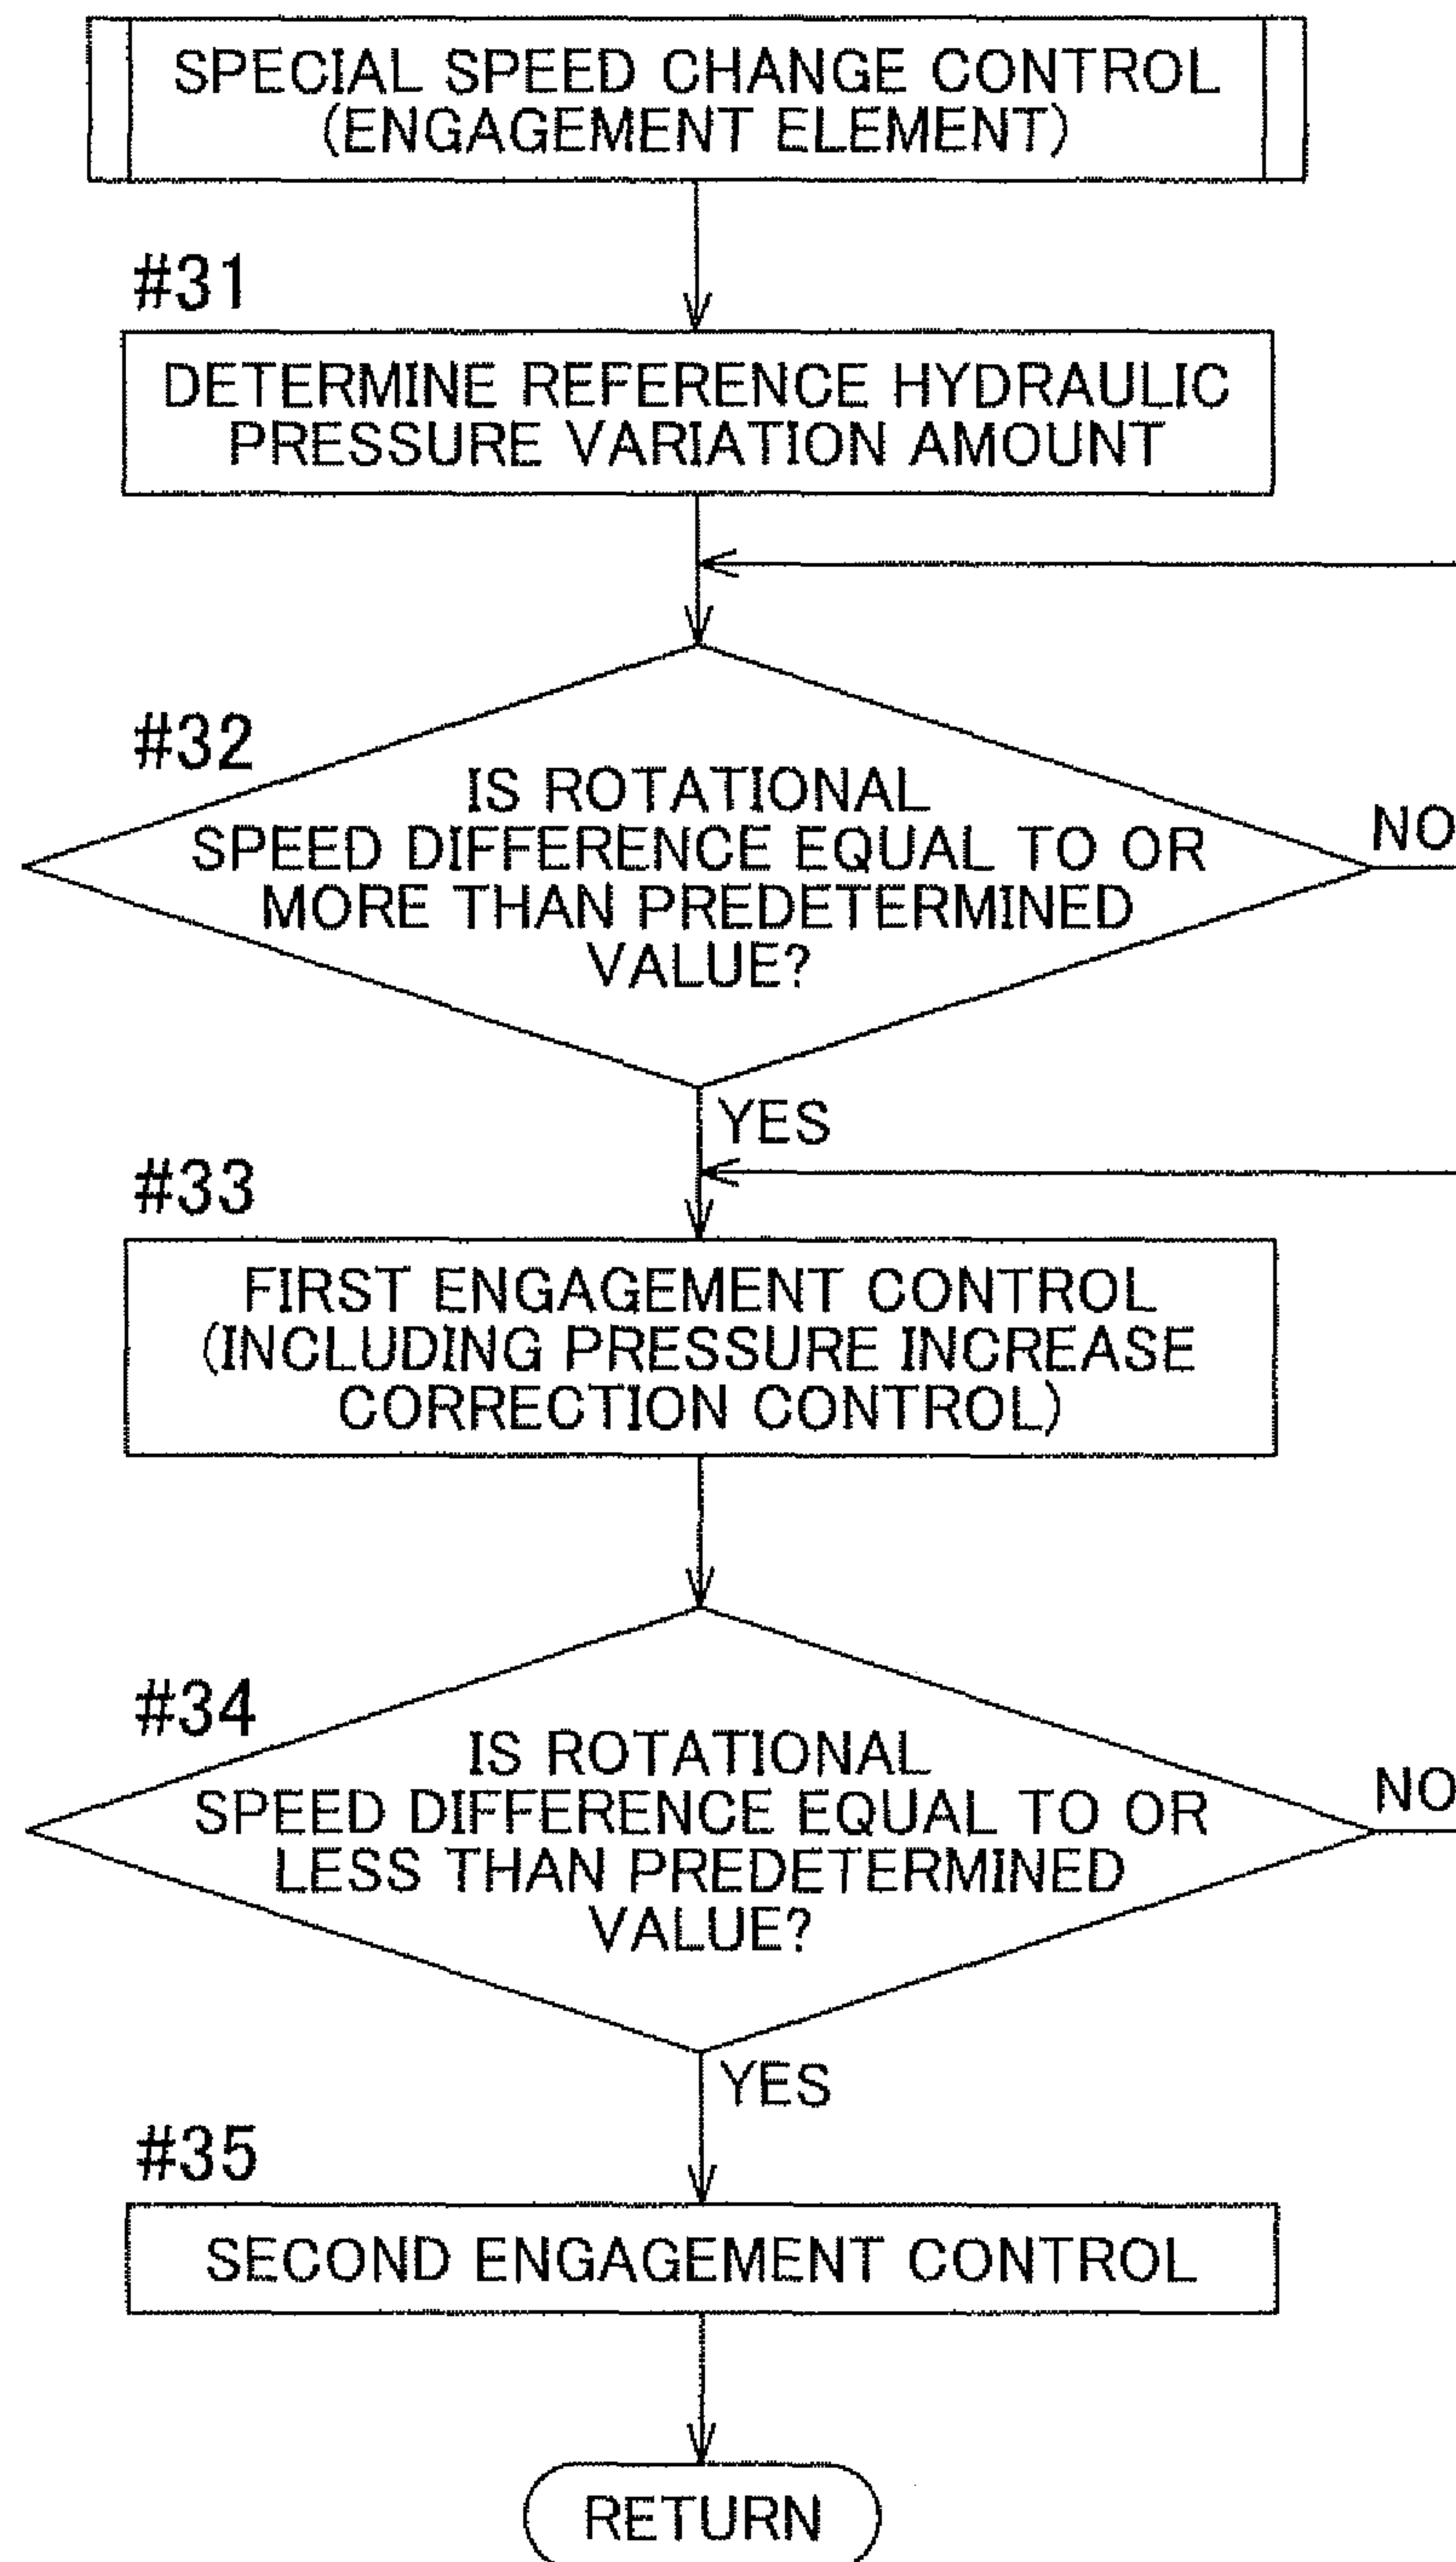 SPECIAL SPEED CHANGE CONTROL
(ENGAGEMENT ELEMENT)
#31
DETERMINE REFERENCE HYDRAULIC
PRESSURE VARIATION AMOUNT
#32
IS ROTATIONAL
SPEED DIFFERENCE EQUAL TO OR
MORE THAN PREDETERMINED
VALUE?
NO
YES
#33
FIRST ENGAGEMENT CONTROL
(INCLUDING PRESSURE INCREASE
CORRECTION CONTROL)
#34
IS ROTATIONAL
SPEED DIFFERENCE EQUAL TO OR
LESS THAN PREDETERMINED
VALUE?
NO
YES
#35
SECOND ENGAGEMENT CONTROL
RETURN